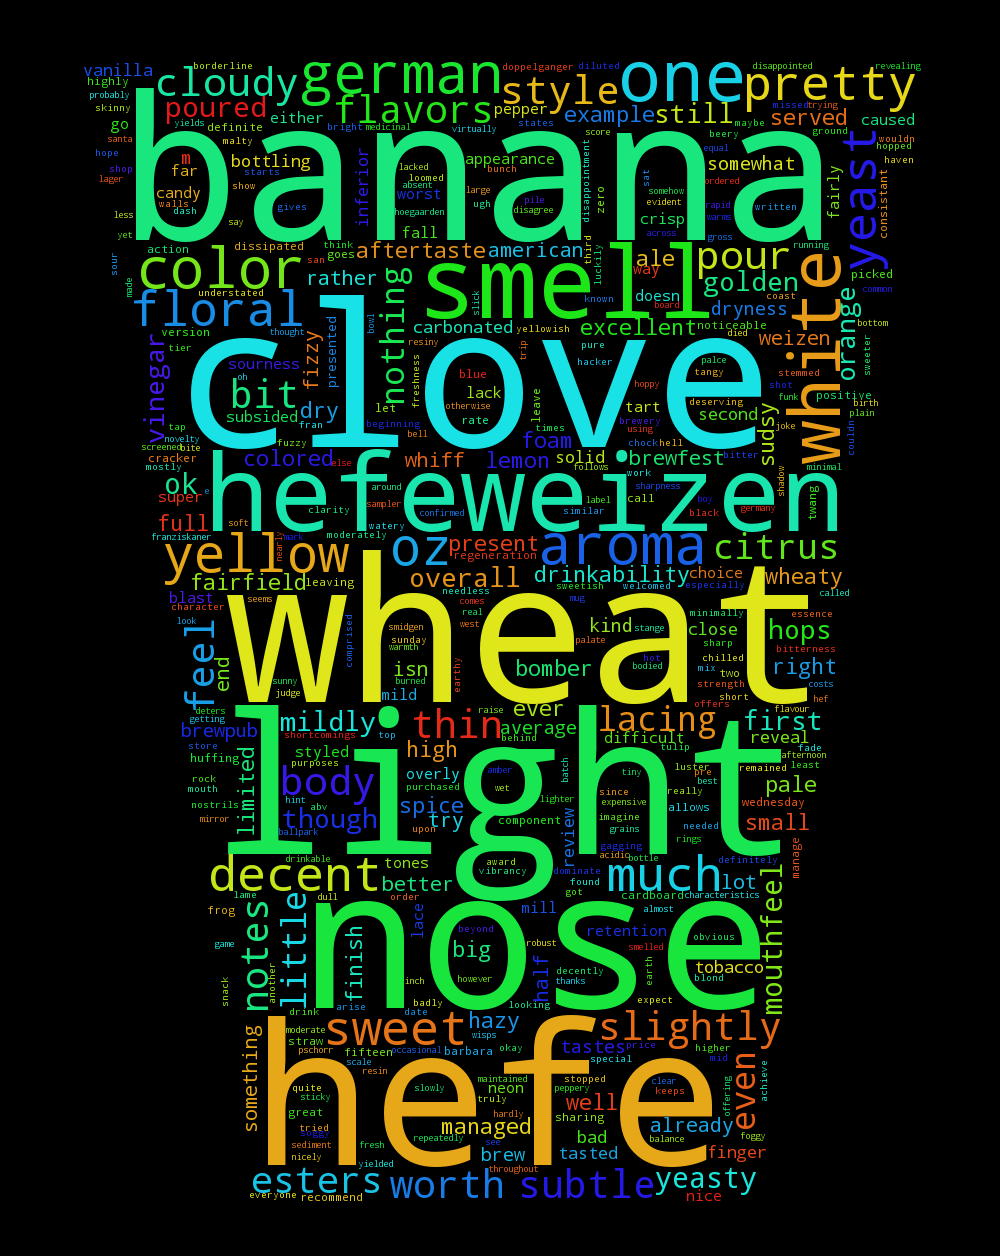 vanilla borderline cloudy german doppelganger diluted one disappointed revealing
highly style pretty
probably poured flavors pepper example still missed trying served
skinny yields either bright medicinal virtually states score maybe ground caused
go definite beery hopped
santa malty equal wouldn
hope m bottling lacked bunch appearance sat somewhat yeast haven
shop far starts loomed worst large pile somehow ordered
lager candy walls show inferior absent ugh disagree disappointment zero evident rapid fairly consistant
less dash gives hoegaarden crisp warms written
yet say fall across gross
banana
action dissipated think aftertaste american third ale pour running
color goes luckily way
sour made san rather nothing smell known doesn golden coast picked
understated slick board dryness common
floral presented bowl carbonated yellowish excellent noticeable orange bottom
version thought resiny pure died weizen white
tier fizzy freshness trip hacker palce stemmed sweeter
vinegar sourness blue tangy
oh clove lack hoppy deserving shot positive
bit dry let otherwise leave tart second funk birth
subsided fran rate brewery joke plain
tap beginning bell times using sudsy
novelty fuzzy foam chock hell bitter couldn
screened bite colored else whiff lemon solid brewfest minimal
cracker follows work
mostly hefeweizen sharpness call shadow
ok e around label boy
super clarity sampler confirmed similar black germany twang
full soft watery
franziskaner mark nearly moderately
yellow oz present aroma citrus
regeneration
fairfield leaving overall drinkability choice wheaty
blast needless sweetish welcomed especially called
character seems comes mug minimally essence
look smidgen real kind stange close hops
feel sunday west palate sharp bitterness
end comprised warmth isn earthy bomber hot mix chilled right
sunny burned bodied two
judge mild strength short costs
wheat
deters ever offers flavour hef
getting raise
brewpub mildly top thin average lacing first
store shortcomings behind difficult reveal
huffing limited styled high tulip afternoon fade
purposes amber batch luster pre remained least
rock body hint overly wet tiny best pale
mouth purchased lighter since really
nostrils abv spice expensive allows wednesday
though try component imagine small
mirror ballpark upon review grains needed
light rings
gagging
drinkable award acidic bottle definitely manage
tones vibrancy dominate
decent better found much lot
lame dull order got cardboard characteristics
frog notes little lace mill almost mouthfeel
retention
game finish beyond big robust smelled obvious
another however half decently earth tobacco
snack inch thanks blond
nose
arise badly looking expect
drink date
something moderate sweet hazy wisps slightly
straw higher
pschorr fifteen occasional barbara okay tastes price mid
scale special even
resin
quite maintained stopped clear achieve
sticky slowly truly neon peppery keeps offering
great hardly well
tried managed sharing already
soggy repeatedly bad balance foggy
sediment fresh see brew tasted finger
nicely yielded throughout
hefe
esters worth subtle yeasty
everyone recommend nice